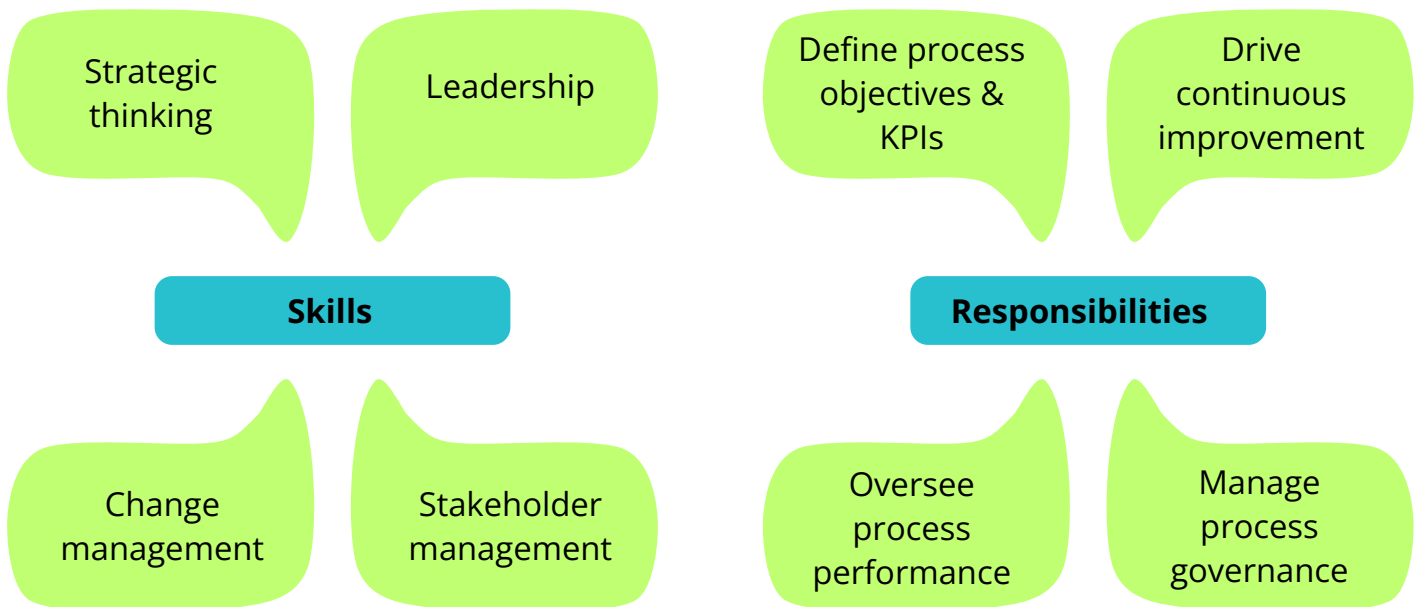 Strategic
thinking
Leadership
Define process
objectives &
KPIs
Drive
continuous
improvement
Skills
Responsibilities
Change
management
Stakeholder
management
Oversee
process
performance
Manage
process
governance